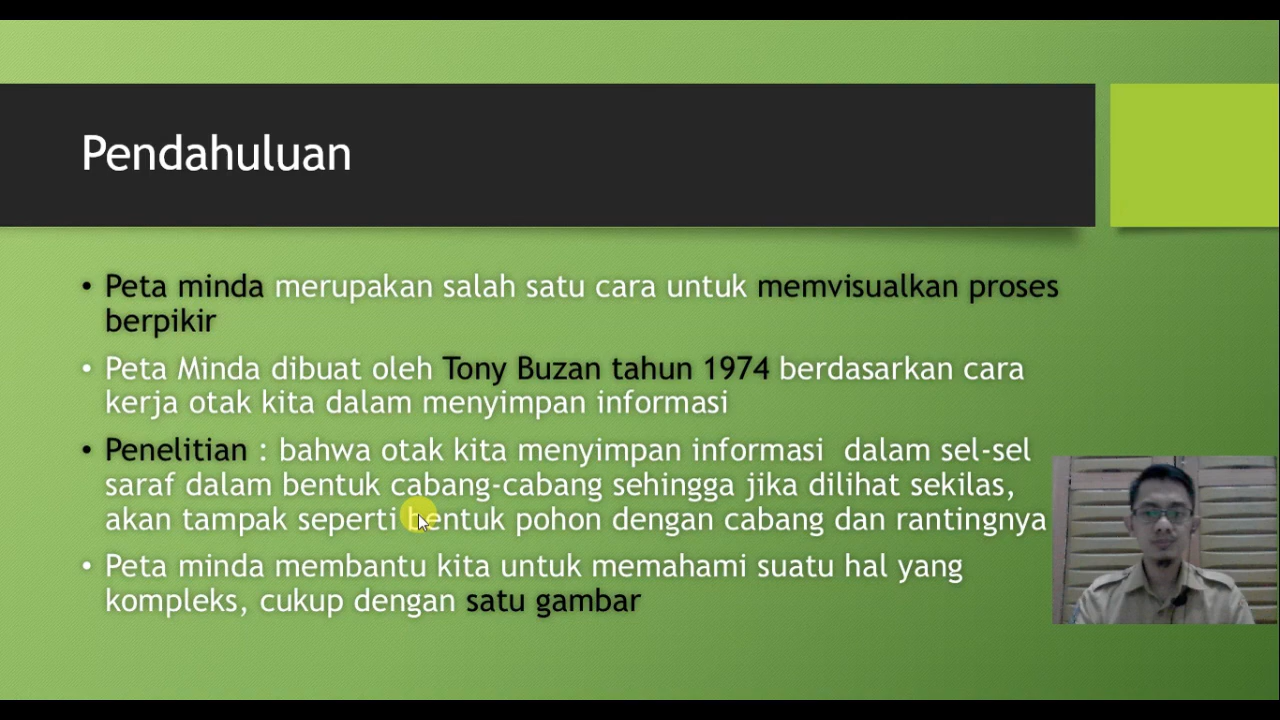 Pendahuluan
• Peta minda merupakan salah satu cara untuk memvisualkan proses
berpikir
• Peta Minda dibuat oleh Tony Buzan tahun 1974 berdasarkan cara
kerja otak kita dalam menyimpan informasi
• Penelitian : bahwa otak kita menyimpan informasi  dalam sel-sel
saraf dalam bentuk cabang-cabang sehingga jika dilihat sekilas,
akan tampak seperti bentuk pohon dengan cabang dan rantingnya
• Peta minda membantu kita untuk memahami suatu hal yang
kompleks, cukup dengan satu gambar